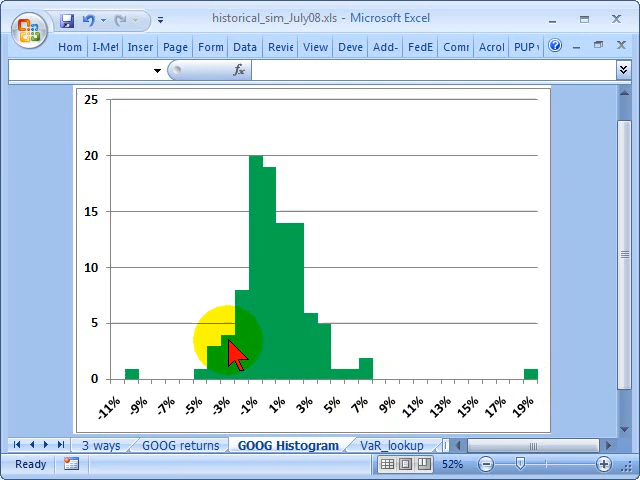 historical_sim_July08.xls - Microsoft Excel
Hom I-Met Inser Page Form Data Revie View Deve Add- FedE Comr Acrol PUP v
fx
25
20
15
10
5
0
-11% -9% -7% -5% -3% -1% 1% 3% 5% 7% 9% 11% 13% 15% 17% 19%
3 ways GOOG returns GOOG Histogram VaR_lookup
Ready 52%